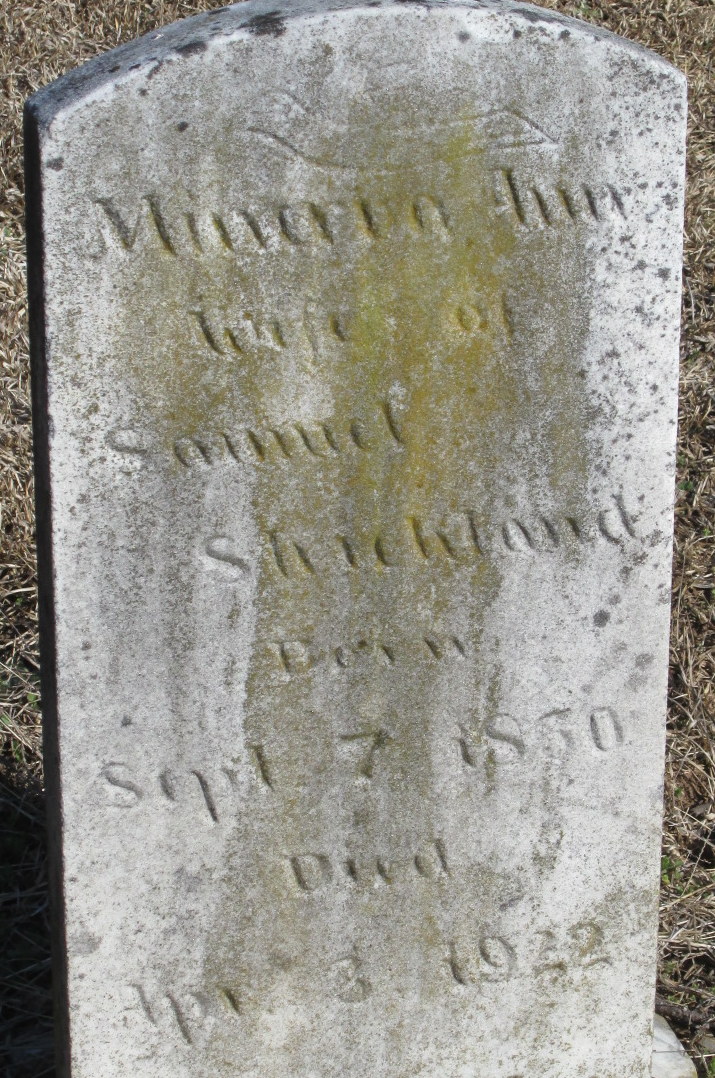 Minerva Ann
wife of
Samuel
Strickland
Born
Sept 7 1850
Died
Apr. 3 1922